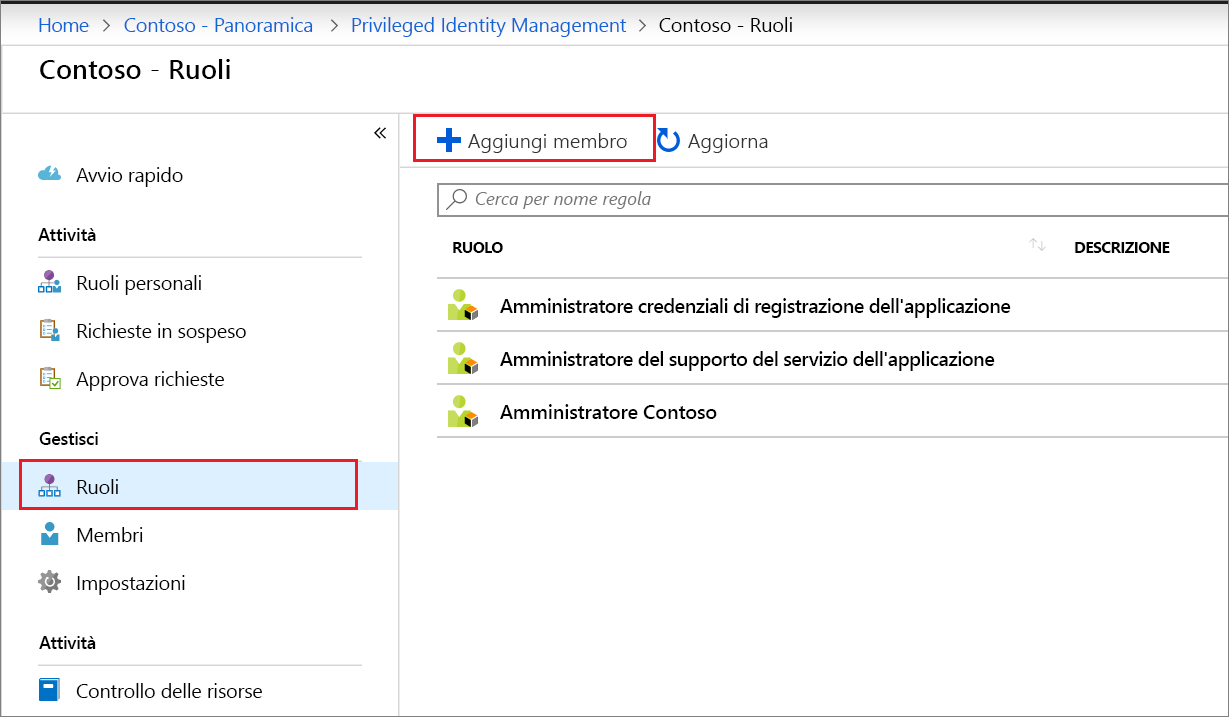 Home > Contoso - Panoramica > Privileged Identity Management > Contoso - Ruoli
Contoso - Ruoli
«
Avvio rapido
Attività
Ruoli personali
Richieste in sospeso
Approva richieste
Gestisci
Ruoli
Membri
Impostazioni
Attività
Controllo delle risorse
Aggiungi membro Aggiorna
Cerca per nome regola
RUOLO DESCRIZIONE
Amministratore credenziali di registrazione dell'applicazione
Amministratore del supporto del servizio dell'applicazione
Amministratore Contoso